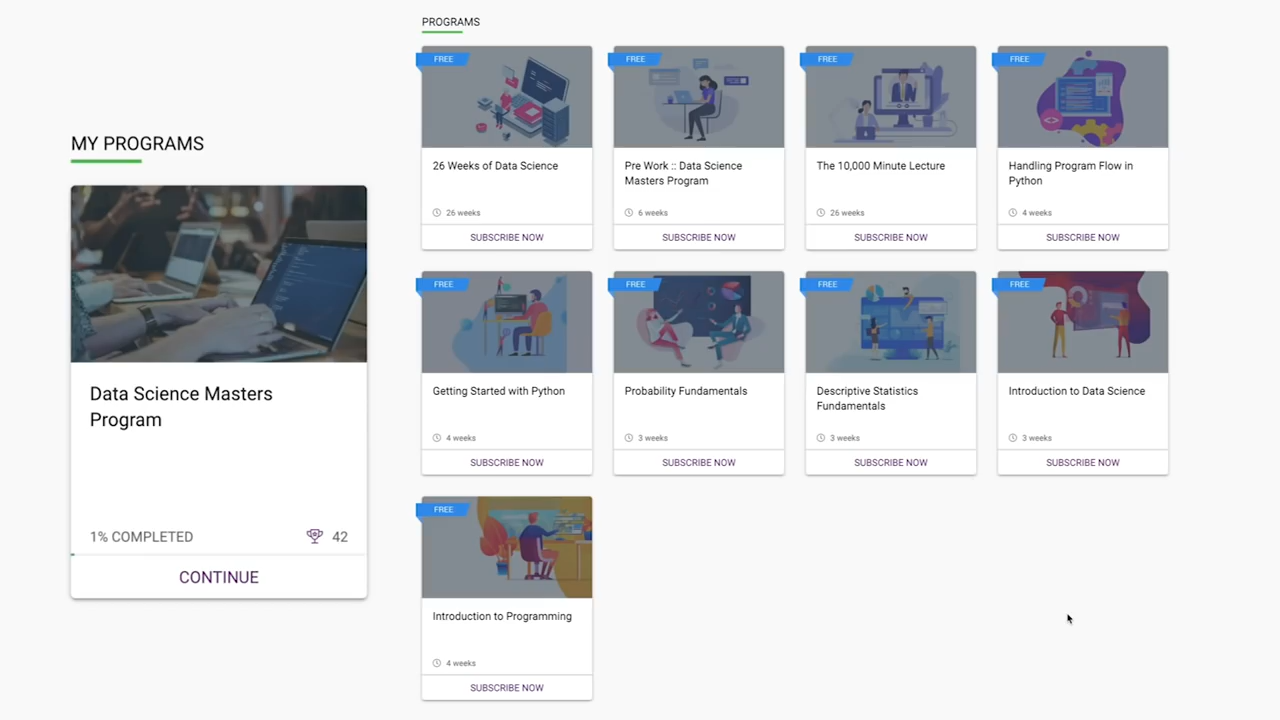 PROGRAMS
MY PROGRAMS
Data Science Masters
Program
1% COMPLETED
42
CONTINUE
FREE
26 Weeks of Data Science
26 weeks
SUBSCRIBE NOW
FREE
Pre Work :: Data Science
Masters Program
6 weeks
SUBSCRIBE NOW
FREE
The 10,000 Minute Lecture
26 weeks
SUBSCRIBE NOW
FREE
Handling Program Flow in
Python
4 weeks
SUBSCRIBE NOW
FREE
Getting Started with Python
4 weeks
SUBSCRIBE NOW
FREE
Probability Fundamentals
3 weeks
SUBSCRIBE NOW
FREE
Descriptive Statistics
Fundamentals
3 weeks
SUBSCRIBE NOW
FREE
Introduction to Data Science
3 weeks
SUBSCRIBE NOW
FREE
Introduction to Programming
4 weeks
SUBSCRIBE NOW